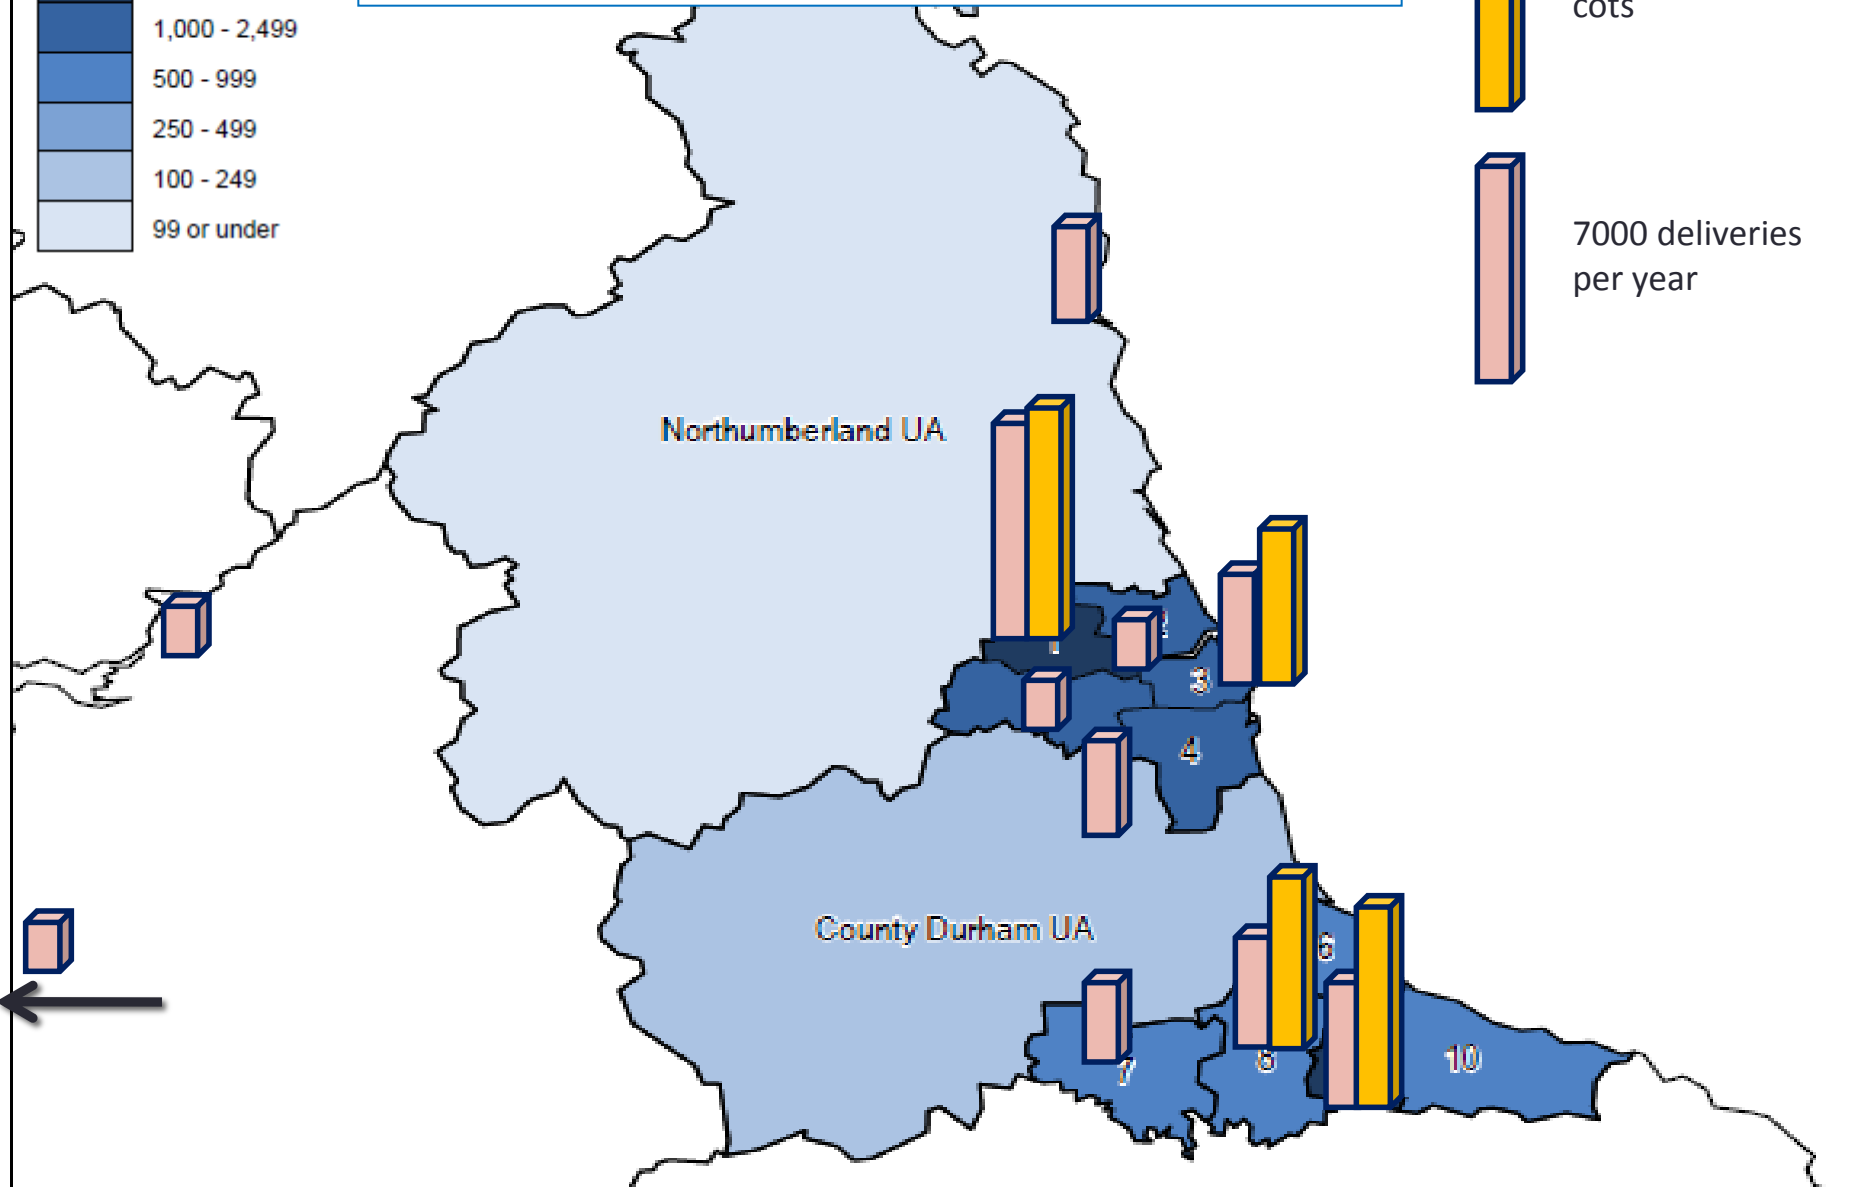 cots
1,000 - 2,499
500 - 999
250 - 499
100 - 249
99 or under
7000 deliveries
per year
Northumberland UA
1
3
4
County Durham UA
6
7
8
10